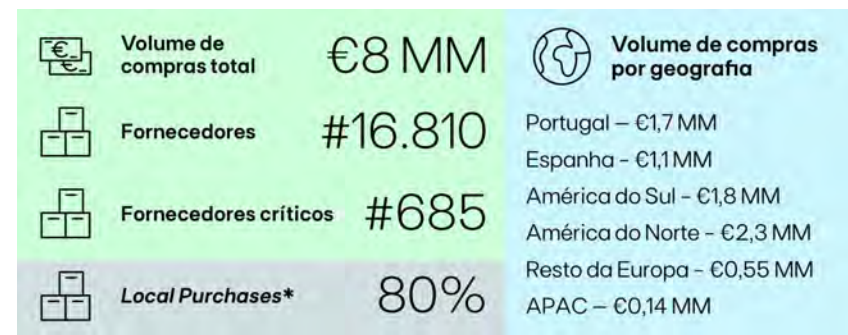 Volume de
compras total
€8 MM
Fornecedores
#16.810
Fornecedores críticos
#685
Local Purchases*
80%
Volume de compras
por geografia
Portugal – €1,7 MM
Espanha - €1,1 MM
América do Sul - €1,8 MM
América do Norte - €2,3 MM
Resto da Europa - €0,55 MM
APAC – €0,14 MM